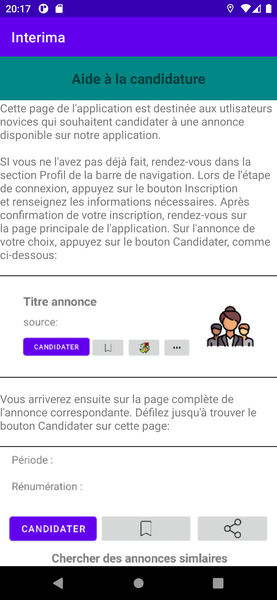 20:17
Interima
Aide à la candidature
Cette page de l'application est destinée aux utlisateurs
novices qui souhaitent candidater à une annonce
disponible sur notre application.
SI vous ne l'avez pas déjà fait, rendez-vous dans la
section Profil de la barre de navigation. Lors de l'étape
de connexion, appuyez sur le bouton Inscription
et renseignez les informations nécessaires. Après
confirmation de votre inscription, rendez-vous sur
la page principale de l'application. Sur l'annonce de
votre choix, appuyez sur le bouton Candidater, comme
ci-dessous:
Titre annonce
source:
CANDIDATER
Vous arriverez ensuite sur la page complète de
l'annonce correspondante. Défilez jusqu'à trouver le
bouton Candidater sur cette page:
Période :
Rénumération :
CANDIDATER
Chercher des annonces simlaires